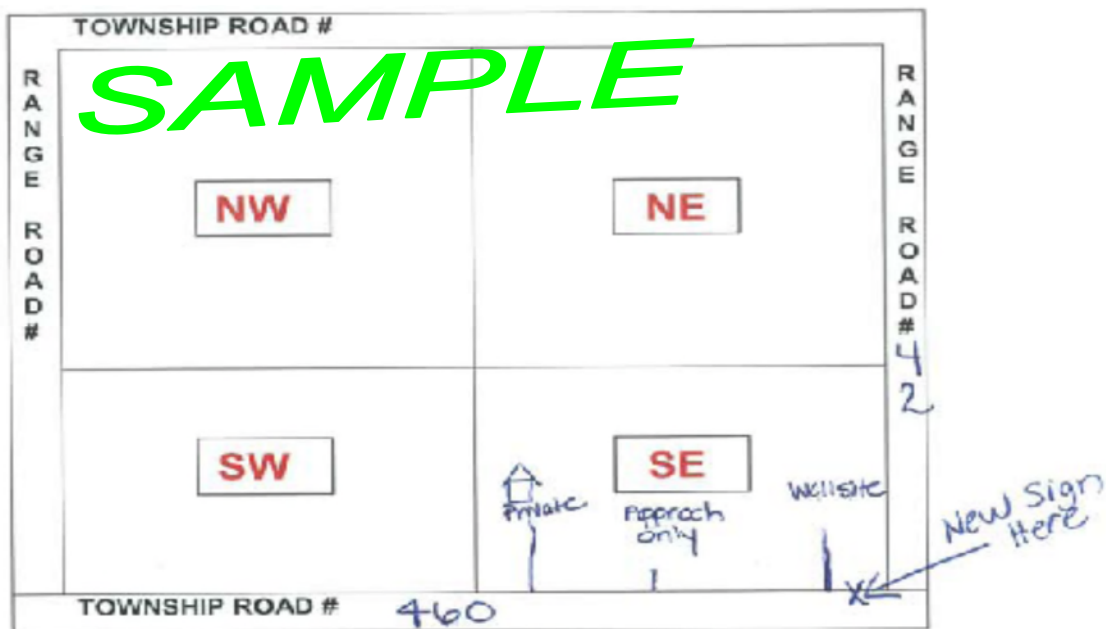 TOWNSHIP ROAD #
SAMPLE
RANGE ROAD #
RANGE ROAD # 42
NW
NE
SW
SE
Private
Approch only
Wellsite
New Sign Here
X
TOWNSHIP ROAD # 460